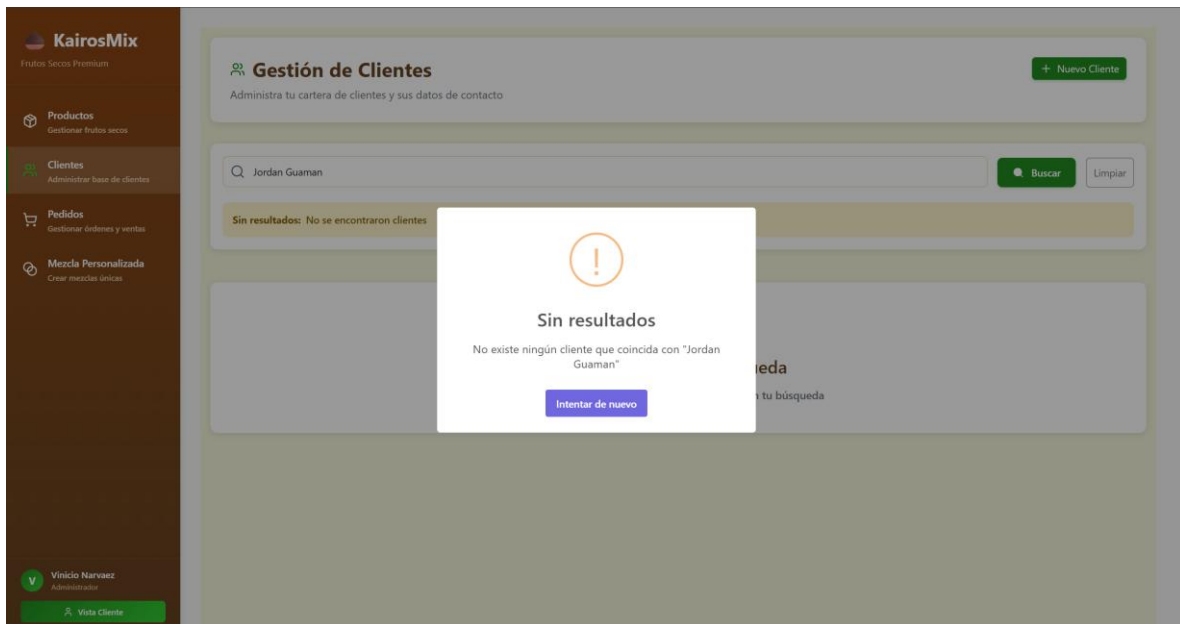 KairosMix
Frutos Secos Premium
Productos
Gestionar frutos secos
Clientes
Administrar base de clientes
Pedidos
Gestionar órdenes y ventas
Mezcla Personalizada
Crear mezclas únicas
Vinicio Narvaez
V
Administrador
Vista Cliente
Gestión de Clientes
Administra tu cartera de clientes y sus datos de contacto
+ Nuevo Cliente
Jordan Guaman
Buscar
Limpiar
Sin resultados: No se encontraron clientes
ieda
tu búsqueda
!
Sin resultados
No existe ningún cliente que coincida con "Jordan
Guaman"
Intentar de nuevo